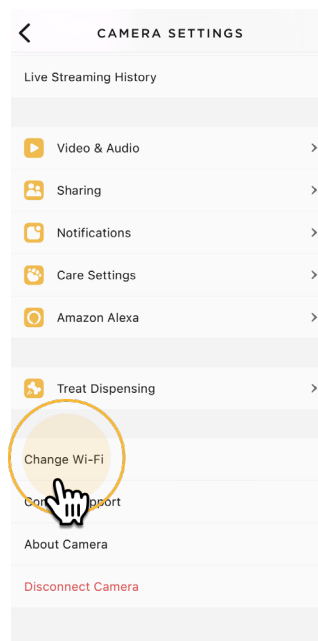 CAMERA SETTINGS
Live Streaming History
Video & Audio
Sharing
Notifications
Care Settings
Amazon Alexa
Treat Dispensing
Change Wi-Fi
About Camera
Disconnect Camera